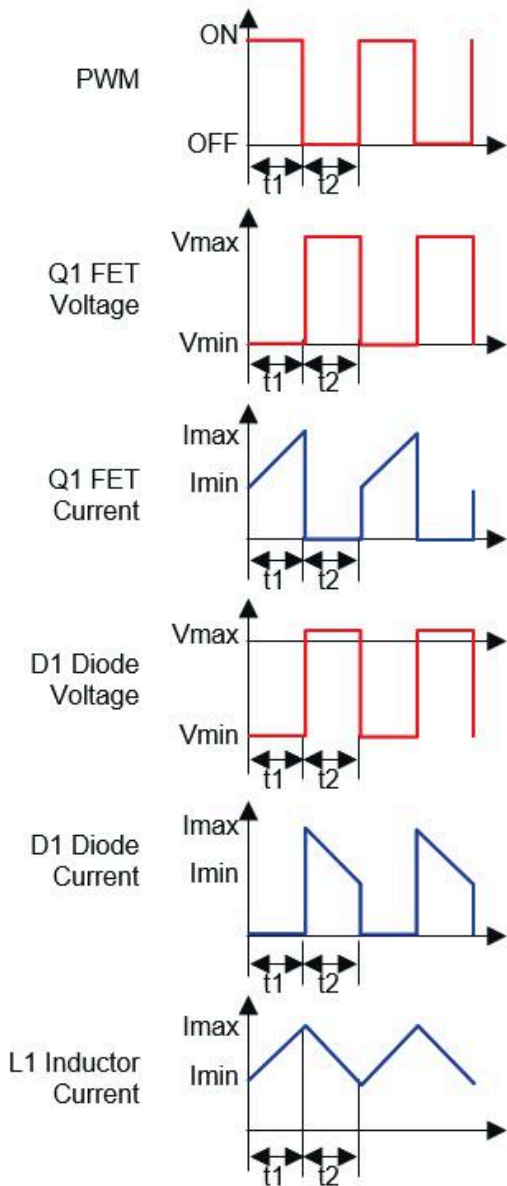 ON
PWM
OFF
t1 t2
Vmax
Q1 FET
Voltage
Vmin
t1 t2
Imax
Q1 FET
Imin
Current
t1 t2
Vmax
D1 Diode
Voltage
Vmin
t1 t2
Imax
D1 Diode
Imin
Current
t1 t2
Imax
L1 Inductor
Imin
Current
t1 t2